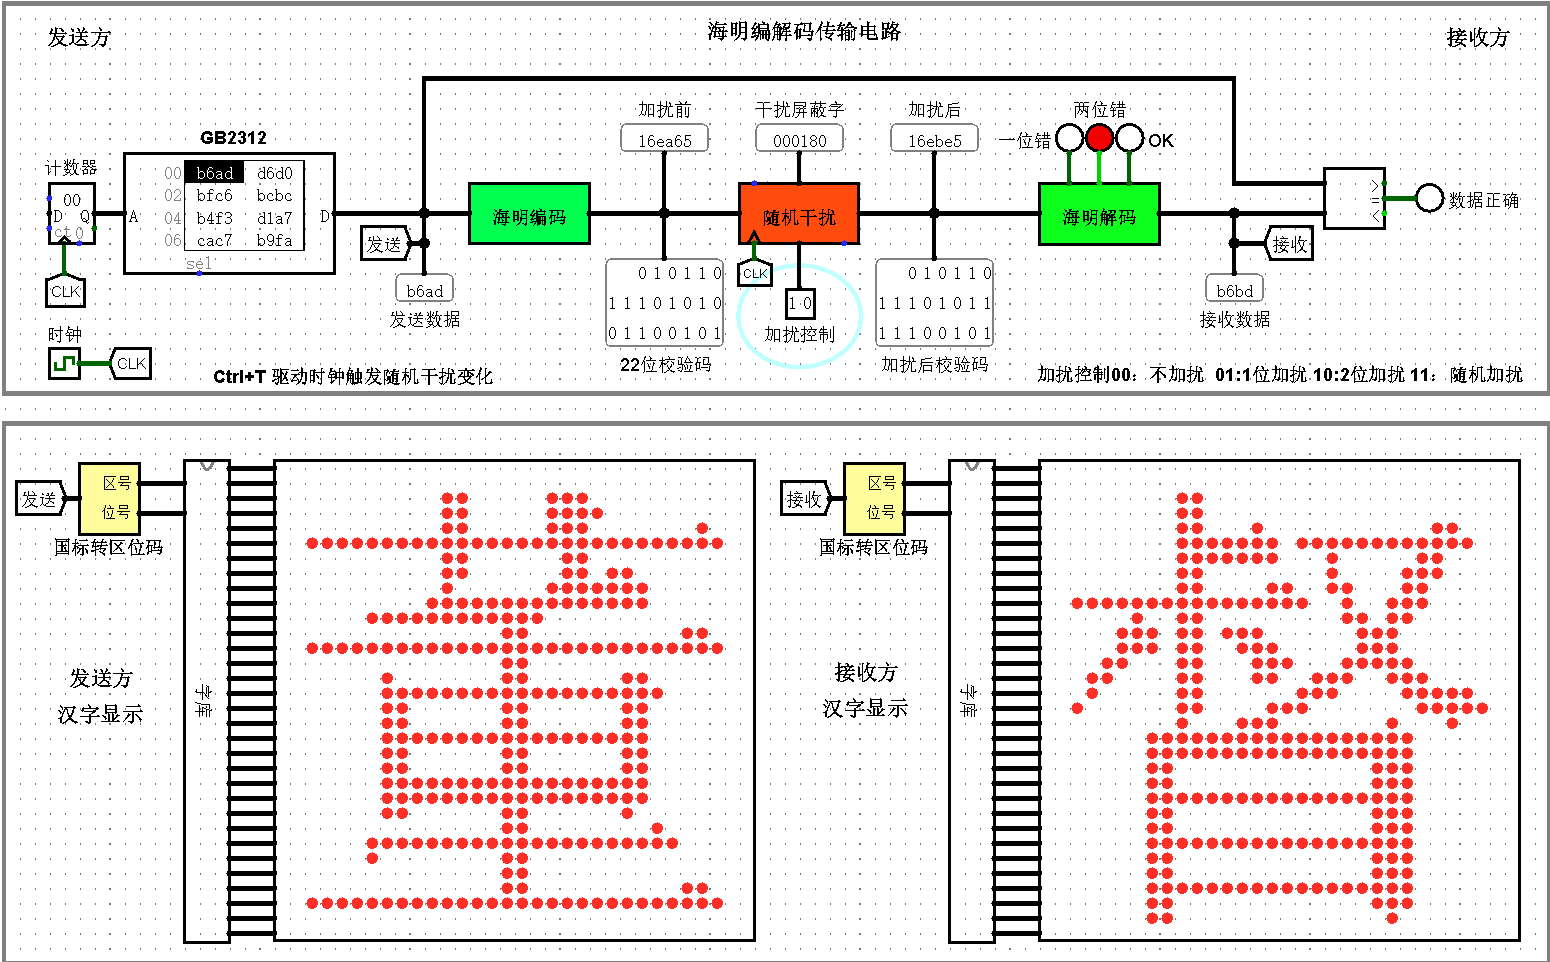 海明编解码传输电路
发送方
接收方
加扰前
干扰屏蔽字
加扰后
两位错
16ea65
000180
16ebe5
一位错
OK
GB2312
计数器
00
D Q
ct 0
CLK
A
D
00 b6ad d6d0
02 bfc6 bcbc
04 b4f3 d1a7
06 cac7 b9fa
sel
海明编码
随机干扰
海明解码
>
=
<
数据正确
发送
接收
b6ad
发送数据
0 1 0 1 1 0
1 1 1 0 1 0 1 0
0 1 1 0 0 1 0 1
22位校验码
CLK
1 0
加扰控制
0 1 0 1 1 0
1 1 1 0 1 0 1 1
1 1 1 0 0 1 0 1
加扰后校验码
b6bd
接收数据
时钟
CLK
Ctrl+T 驱动时钟触发随机干扰变化
加扰控制00：不加扰 01:1位加扰 10:2位加扰 11：随机加扰
发送
区号
位号
国标转区位码
发送方
汉字显示
字库
董
接收
区号
位号
国标转区位码
接收方
汉字显示
字库
督